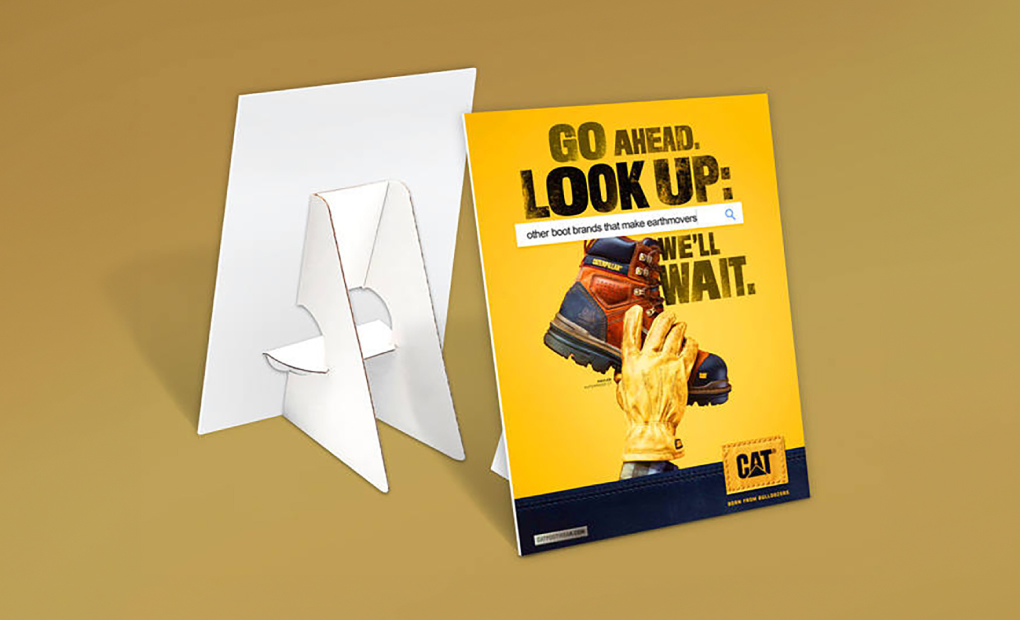 GO AHEAD.
LOOK UP:
other boot brands that make earthmovers
WE'LL
WAIT.
CATERPILLAR
CAT
BORN FROM BULLDOZERS
CATFOOTWEAR.COM